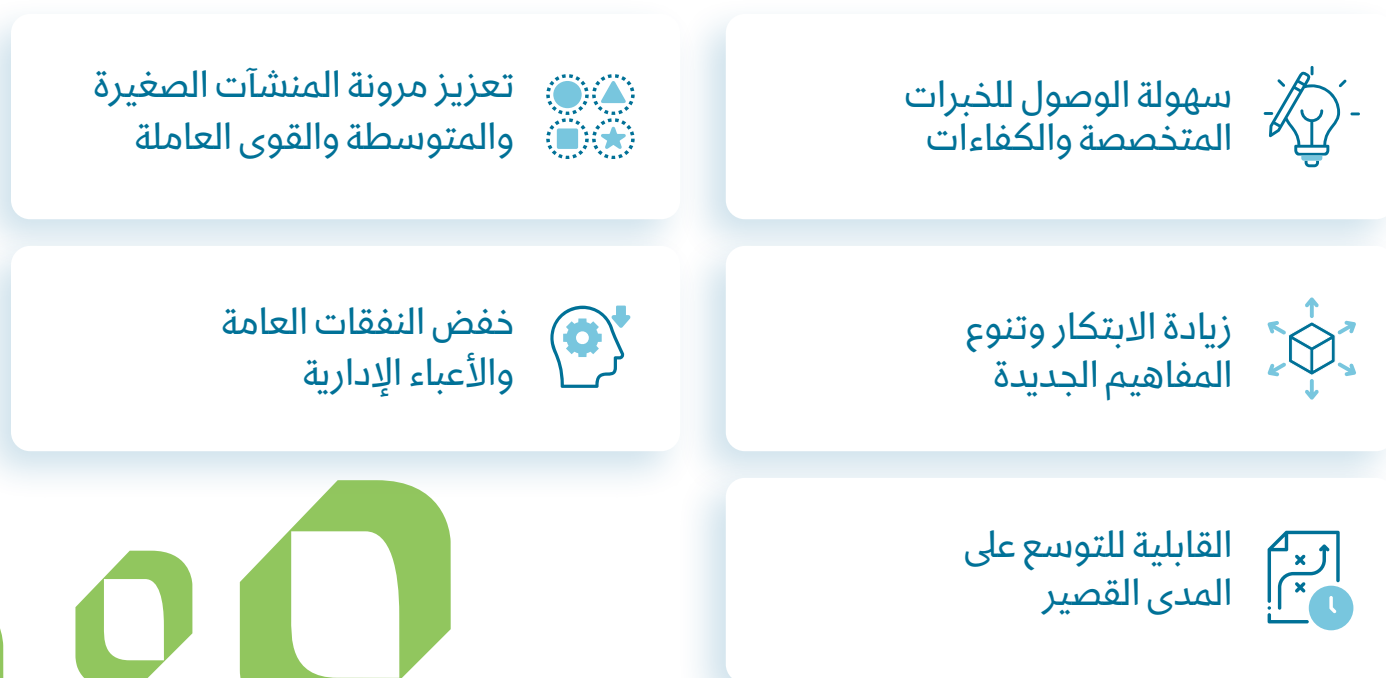 سهولة الوصول للخبرات
المتخصصة والكفاءات
تعزيز مرونة المنشآت الصغيرة
والمتوسطة والقوى العاملة
زيادة الابتكار وتنوع
المفاهيم الجديدة
خفض النفقات العامة
والأعباء الإدارية
القابلية للتوسع على
المدى القصير